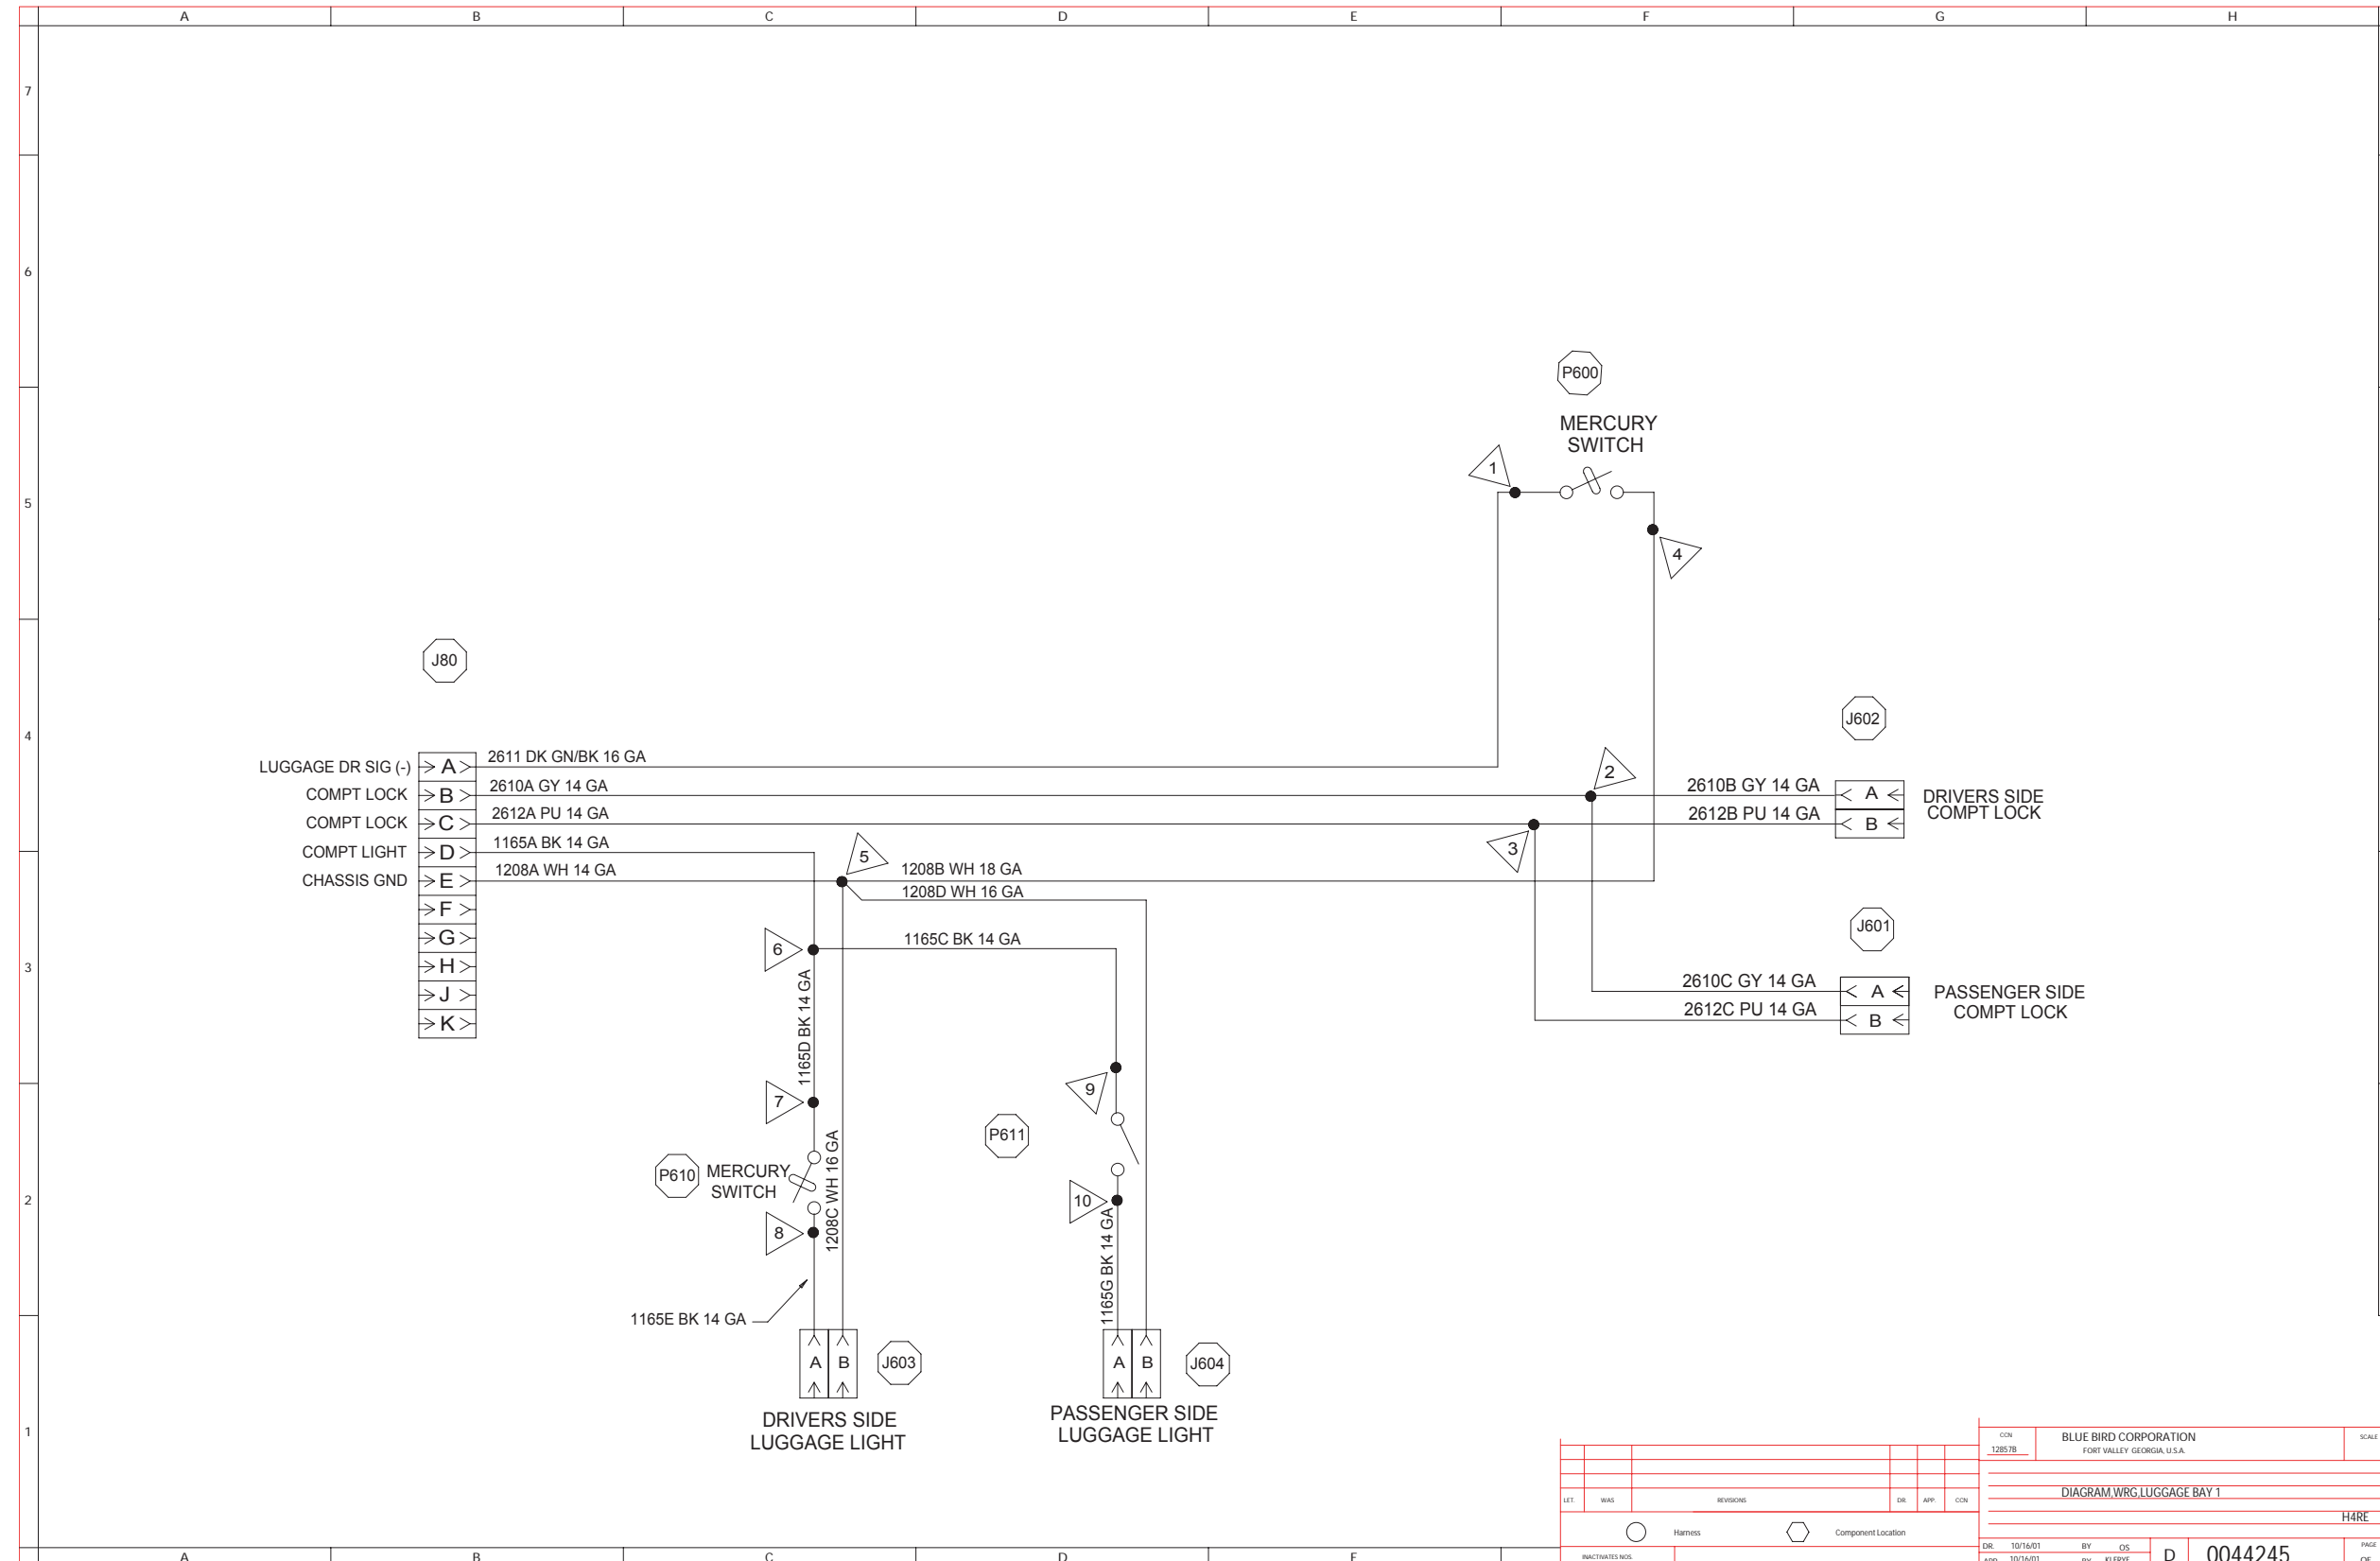 A B C D E F G H
7
6
5
4
3
2
1
P600
MERCURY
SWITCH
1
4
J80
J602
LUGGAGE DR SIG (-) A 2611 DK GN/BK 16 GA
COMPT LOCK B 2610A GY 14 GA
COMPT LOCK C 2612A PU 14 GA
COMPT LIGHT D 1165A BK 14 GA
CHASSIS GND E 1208A WH 14 GA
F
G
H
J
K
2
2610B GY 14 GA A
2612B PU 14 GA B
DRIVERS SIDE
COMPT LOCK
3
5
1208B WH 18 GA
1208D WH 16 GA
J601
6
1165C BK 14 GA
2610C GY 14 GA A
2612C PU 14 GA B
PASSENGER SIDE
COMPT LOCK
1165D BK 14 GA
7
9
P611
P610
MERCURY
SWITCH
1208C WH 16 GA
10
8
1165G BK 14 GA
1165E BK 14 GA
A B J603
A B J604
DRIVERS SIDE
LUGGAGE LIGHT
PASSENGER SIDE
LUGGAGE LIGHT
CCN
12857B
BLUE BIRD CORPORATION
FORT VALLEY GEORGIA, U.S.A.
SCALE
LET. WAS REVISIONS DR. APP. CCN
DIAGRAM,WRG,LUGGAGE BAY 1
H4RE
Harness Component Location
INACTIVATES NOS.
DR. 10/16/01 BY OS
APP. 10/16/01 BY
D 0044245
PAGE
A B C D E